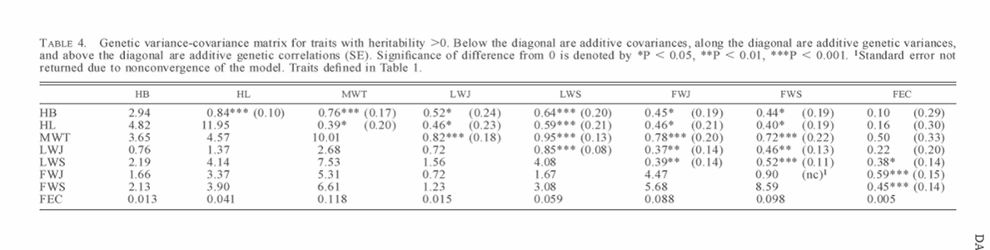 TABLE 4. Genetic variance-covariance matrix for traits with heritability >0. Below the diagonal are additive covariances, along the diagonal are additive genetic variances,
and above the diagonal are additive genetic correlations (SE). Significance of difference from 0 is denoted by *P < 0.05, **P < 0.01, ***P < 0.001. ¹Standard error not
returned due to nonconvergence of the model. Traits defined in Table 1.
HB HL MWT LWJ LWS FWJ FWS FEC
HB 2.94 0.84*** (0.10) 0.76*** (0.17) 0.52* (0.24) 0.64*** (0.20) 0.45* (0.19) 0.44* (0.19) 0.10 (0.29)
HL 4.82 11.95 0.39* (0.20) 0.46* (0.23) 0.59*** (0.21) 0.46* (0.21) 0.40* (0.19) 0.16 (0.30)
MWT 3.65 4.57 10.01 0.82*** (0.18) 0.95*** (0.13) 0.78*** (0.20) 0.72*** (0.22) 0.50 (0.33)
LWJ 0.76 1.37 2.68 0.72 0.85*** (0.08) 0.37** (0.14) 0.46** (0.13) 0.22 (0.20)
LWS 2.19 4.14 7.53 1.56 4.08 0.39** (0.14) 0.52*** (0.11) 0.38* (0.14)
FWJ 1.66 3.37 5.31 0.72 1.67 4.47 0.90 (nc)¹ 0.59*** (0.15)
FWS 2.13 3.90 6.61 1.23 3.08 5.68 8.59 0.45*** (0.14)
FEC 0.013 0.041 0.118 0.015 0.059 0.088 0.098 0.005
DA